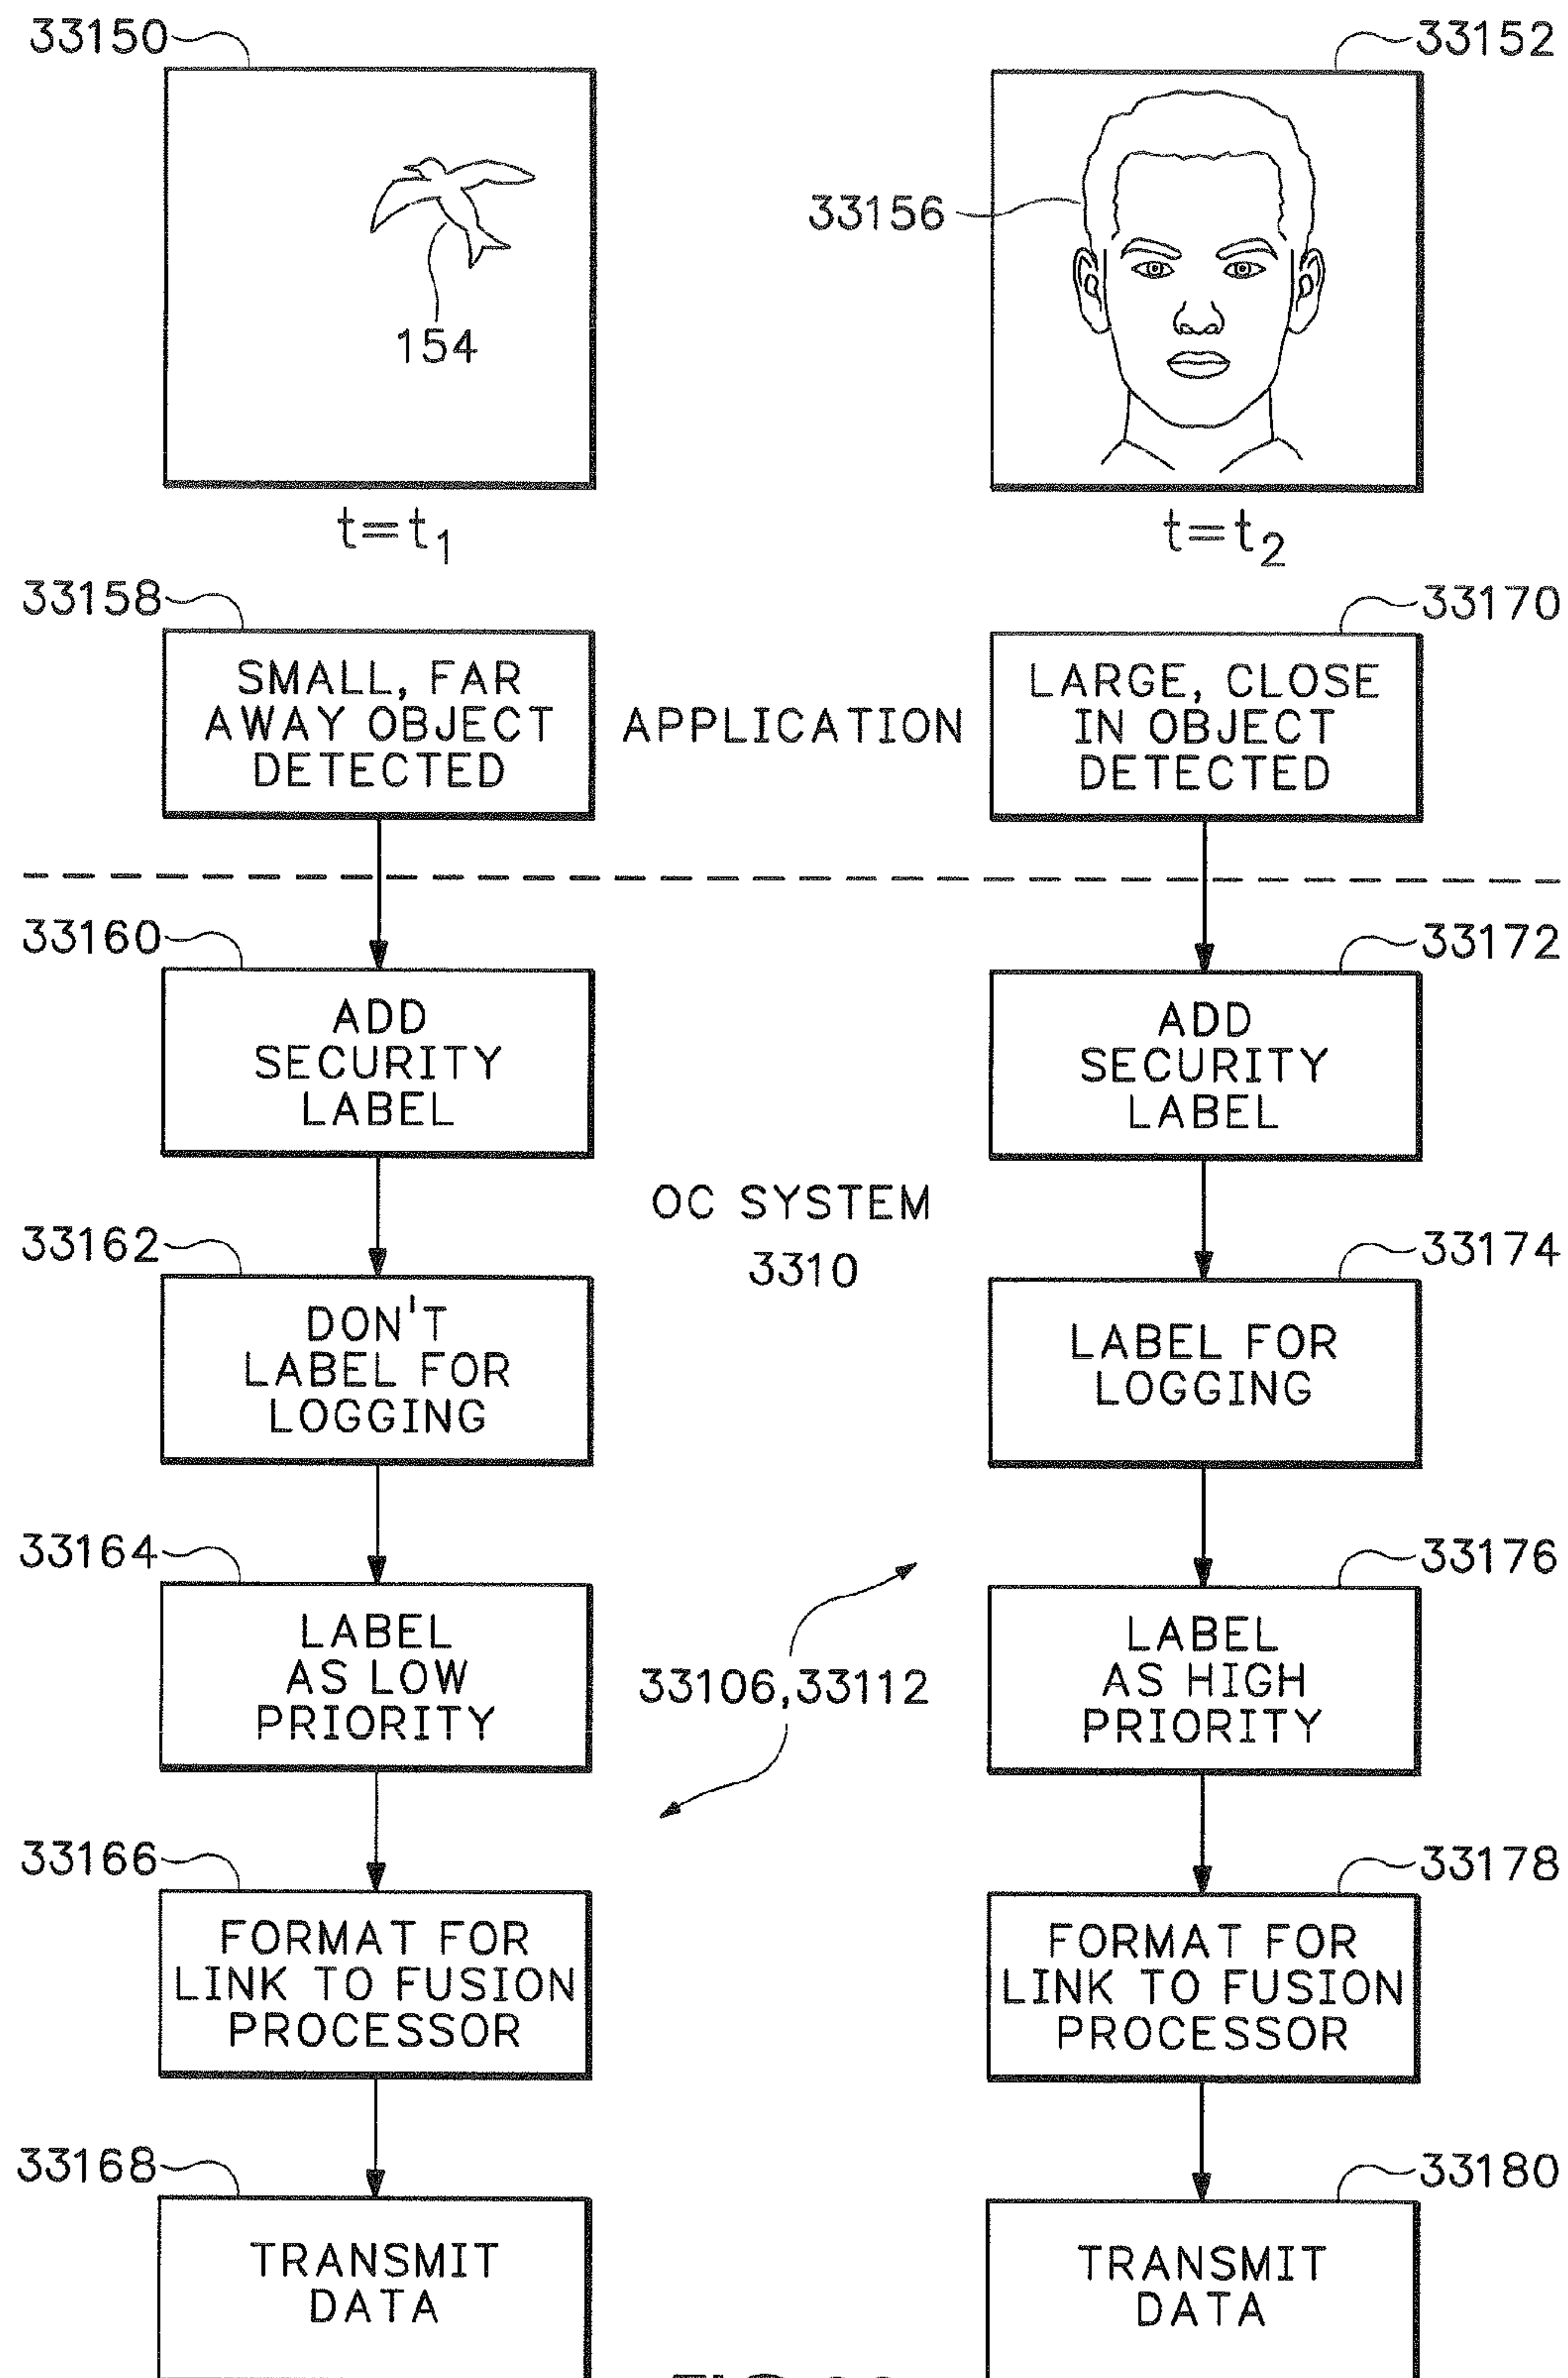 33150
33152
33156
154
t=t1
t=t2
33158
33170
SMALL, FAR
AWAY OBJECT
DETECTED
APPLICATION
LARGE, CLOSE
IN OBJECT
DETECTED
33160
33172
ADD
SECURITY
LABEL
ADD
SECURITY
LABEL
OC SYSTEM
3310
33162
33174
DON'T
LABEL FOR
LOGGING
LABEL FOR
LOGGING
33164
33176
LABEL
AS LOW
PRIORITY
33106,33112
LABEL
AS HIGH
PRIORITY
33166
33178
FORMAT FOR
LINK TO FUSION
PROCESSOR
FORMAT FOR
LINK TO FUSION
PROCESSOR
33168
33180
TRANSMIT
DATA
TRANSMIT
DATA